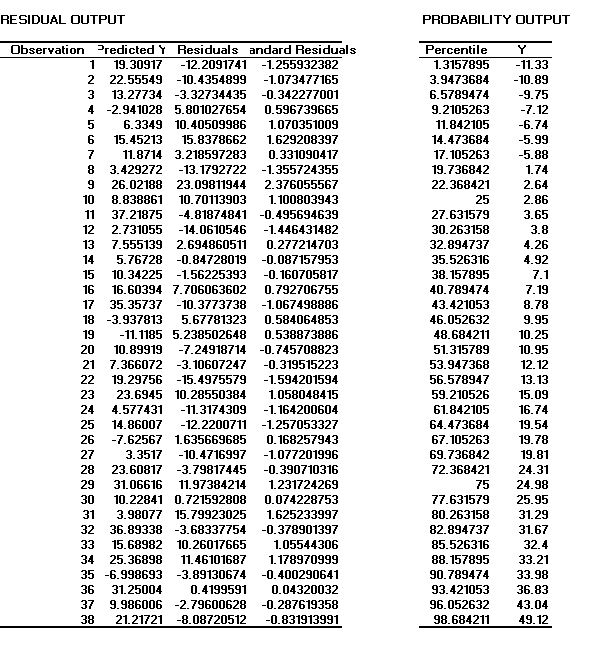 RESIDUAL OUTPUT PROBABILITY OUTPUT
Observation Predicted Y Residuals andard Residuals Percentile Y
1 19.30917 -12.2091741 -1.255932382 1.3157895 -11.33
2 22.55549 -10.4354899 -1.073477168 3.9473684 -10.89
3 13.27734 -3.32734435 -0.342277001 6.5789474 -9.75
4 -2.941028 5.801027654 0.596739165 9.2105263 -7.12
5 6.3349 10.40509986 1.070351009 11.842105 -6.74
6 15.45213 15.8378662 1.629208397 14.473684 -5.99
7 11.8714 3.218597283 0.331090417 17.105263 -5.88
8 3.429272 -13.1792722 -1.355724355 19.736842 1.74
9 26.02188 23.09811944 2.376055567 22.368421 2.64
10 8.838861 10.70113903 1.100803943 25 2.86
11 37.21875 -4.81874841 -0.495694639 27.631579 3.65
12 2.731055 -14.0610546 -1.446431482 30.263158 3.8
13 7.555139 2.694860511 0.277214703 32.894737 4.26
14 5.76728 -0.84728019 -0.087157953 35.526316 4.92
15 10.34225 -1.56225393 -0.160705817 38.157895 7.1
16 16.60394 7.706063602 0.792706755 40.789474 7.19
17 35.35737 -10.3773738 -1.067498886 43.421053 8.78
18 -3.937813 5.67781323 0.584064853 46.052632 9.95
19 -11.1185 5.238502648 0.538873886 48.684211 10.25
20 10.89919 -7.24918714 -0.745708823 51.315789 10.95
21 7.366072 -3.10607247 -0.319515223 53.947368 12.12
22 19.29756 -15.4975579 -1.594201594 56.578947 13.13
23 23.6945 10.28550384 1.058048415 59.210526 15.09
24 4.577431 -11.3174309 -1.164200604 61.842105 16.74
25 14.86007 -12.2200711 -1.257053327 64.473684 19.54
26 -7.62567 1.635669685 0.168257943 67.105263 19.78
27 3.3517 -10.4716997 -1.077201996 69.736842 19.81
28 23.60817 -3.79817445 -0.390710316 72.368421 24.31
29 31.06616 11.97384214 1.231724269 75 24.98
30 10.22841 0.721592808 0.074228753 77.631579 25.95
31 3.98077 15.79923025 1.625233997 80.263158 31.29
32 36.89338 -3.68337754 -0.378901397 82.894737 31.67
33 15.68982 10.26017665 1.05544306 85.526316 32.4
34 25.36898 11.46101687 1.178970999 88.157895 33.21
35 -6.998693 -3.89130674 -0.400290641 90.789474 33.98
36 31.25004 0.4199591 0.04320032 93.421053 36.83
37 9.986006 -2.79600628 -0.287619358 96.052632 43.04
38 21.21721 -8.08720512 -0.831913991 98.684211 49.12